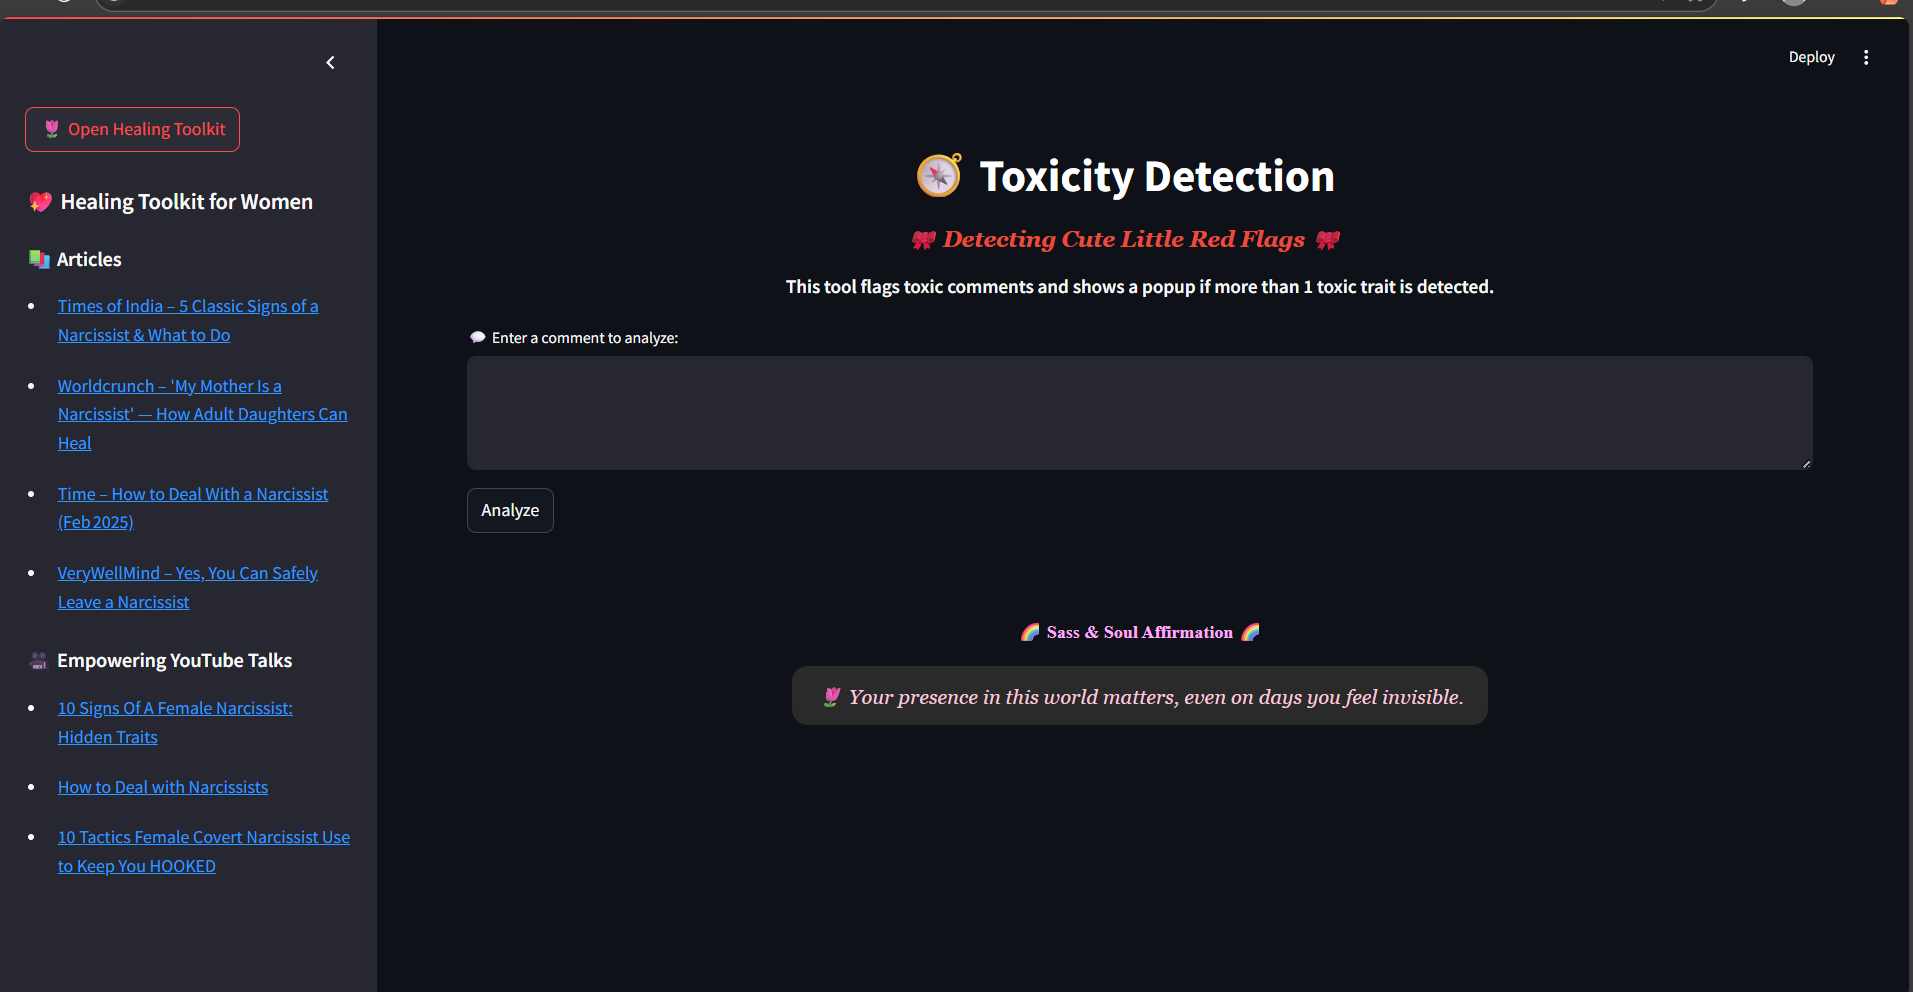 Deploy
🌷 Open Healing Toolkit
💖 Healing Toolkit for Women
📚 Articles
Times of India – 5 Classic Signs of a
Narcissist & What to Do
Worldcrunch – 'My Mother Is a
Narcissist' — How Adult Daughters Can
Heal
Time – How to Deal With a Narcissist
(Feb 2025)
VeryWellMind – Yes, You Can Safely
Leave a Narcissist
🎥 Empowering YouTube Talks
10 Signs Of A Female Narcissist:
Hidden Traits
How to Deal with Narcissists
10 Tactics Female Covert Narcissist Use
to Keep You HOOKED
🧭 Toxicity Detection
🎀 Detecting Cute Little Red Flags 🎀
This tool flags toxic comments and shows a popup if more than 1 toxic trait is detected.
💬 Enter a comment to analyze:
Analyze
🌈 Sass & Soul Affirmation 🌈
🌷 Your presence in this world matters, even on days you feel invisible.